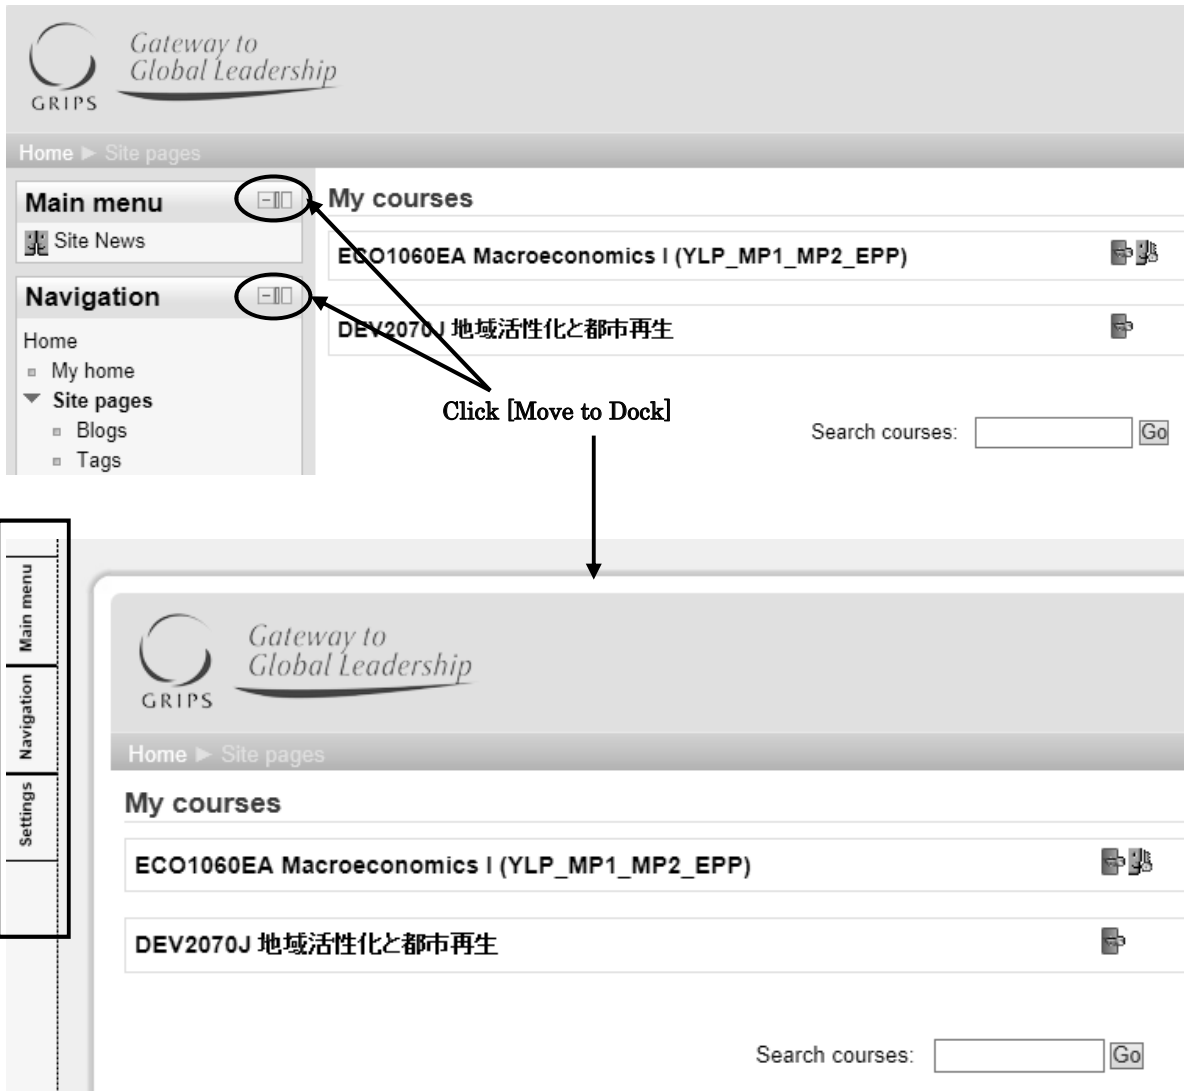 Gateway to
Global Leadership
GRIPS
Home ► Site pages
Main menu
Site News
Navigation
Home
My home
Site pages
Blogs
Tags
My courses
ECO1060EA Macroeconomics I (YLP_MP1_MP2_EPP)
DEV2070J 地域活性化と都市再生
Click [Move to Dock]
Search courses:
Go
Main menu
Navigation
Settings
Gateway to
Global Leadership
GRIPS
Home ► Site pages
My courses
ECO1060EA Macroeconomics I (YLP_MP1_MP2_EPP)
DEV2070J 地域活性化と都市再生
Search courses:
Go